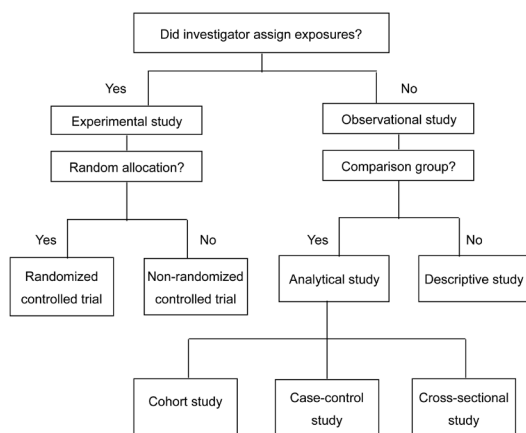 Did investigator assign exposures?
Yes
No
Experimental study
Observational study
Random allocation?
Comparison group?
Yes
No
Yes
No
Randomized
controlled trial
Non-randomized
controlled trial
Analytical study
Descriptive study
Cohort study
Case-control
study
Cross-sectional
study